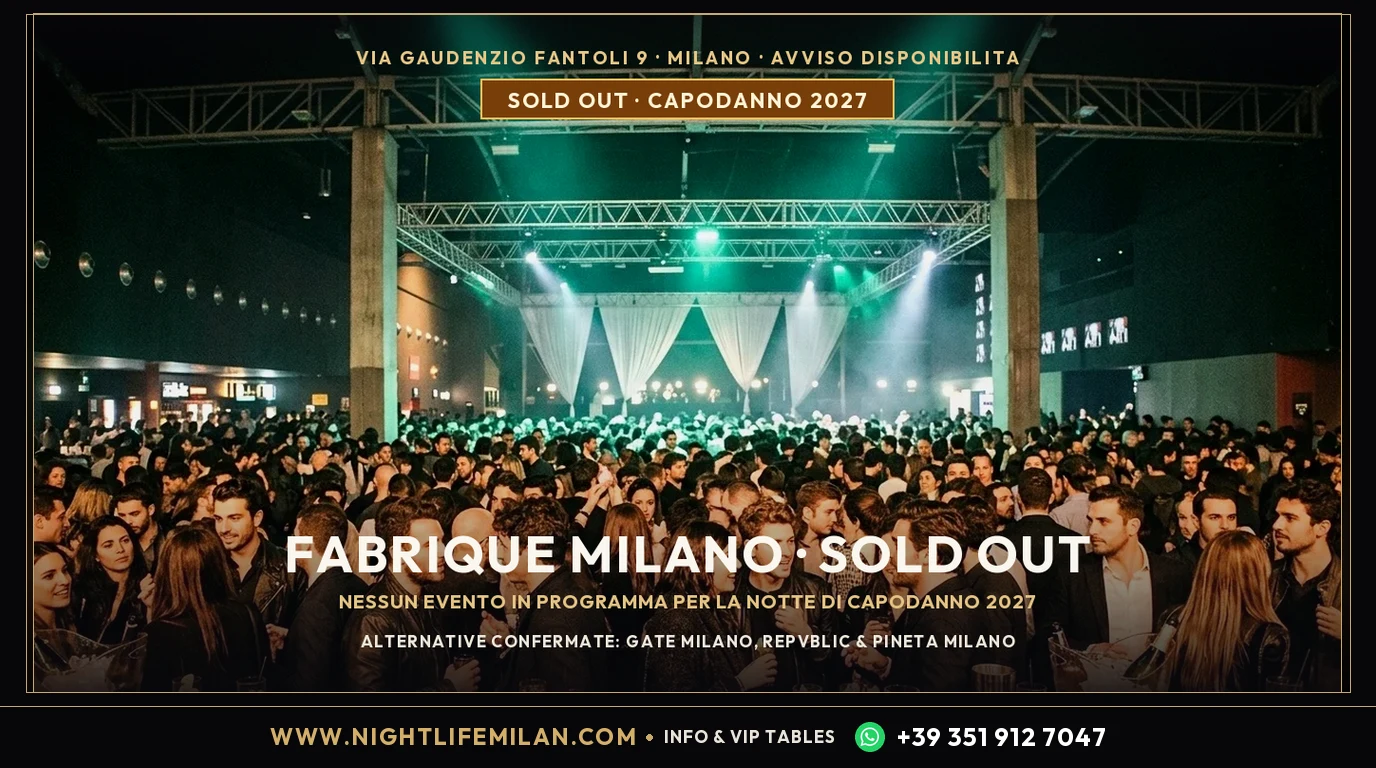 VIA GAUDENZIO FANTOLI 9 · MILANO · AVVISO DISPONIBILITA
SOLD OUT · CAPODANNO 2027
FABRIQUE MILANO · SOLD OUT
NESSUN EVENTO IN PROGRAMMA PER LA NOTTE DI CAPODANNO 2027
ALTERNATIVE CONFERMATE: GATE MILANO, REPVBLIC & PINETA MILANO
WWW.NIGHTLIFEMILAN.COM • INFO & VIP TABLES +39 351 912 7047